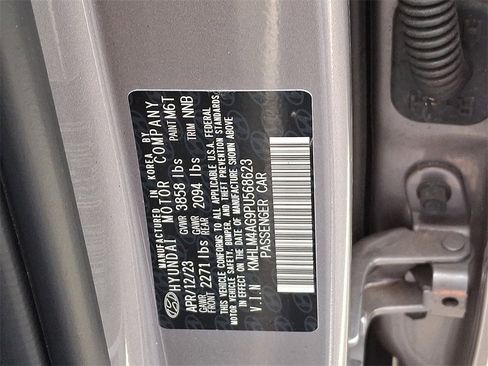 MANUFACTURED IN KOREA BY
HYUNDAI MOTOR COMPANY
APR/12/23 GVWR 3858 lbs PAINT M6T
GAWR FRONT 2271 lbs GAWR REAR 2094 lbs TRIM NNB
THIS VEHICLE CONFORMS TO ALL APPLICABLE U.S.A. FEDERAL
MOTOR VEHICLE SAFETY, BUMPER, AND THEFT PREVENTION STANDARDS
IN EFFECT ON THE DATE OF MANUFACTURE SHOWN ABOVE
V.I.N KMHLM4AG9PU568623
PASSENGER CAR